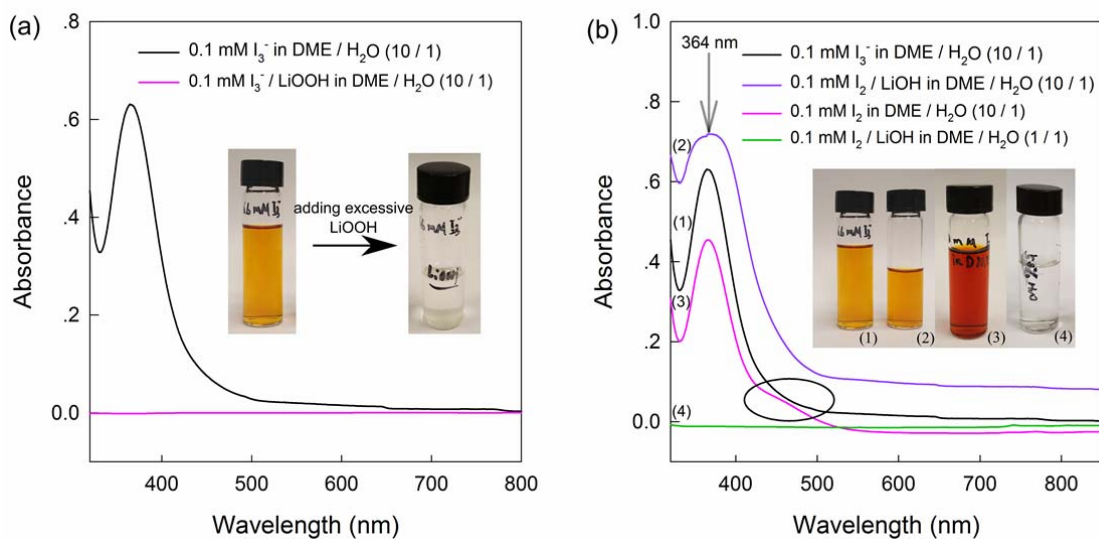 (a)
.8
.6
.4
.2
0.0
Absorbance
400
500
600
700
800
Wavelength (nm)
0.1 mM I₃⁻ in DME / H₂O (10 / 1)
0.1 mM I₃⁻ / LiOOH in DME / H₂O (10 / 1)
adding excessive
LiOOH
(b)
1.0
0.8
0.6
0.4
0.2
0.0
Absorbance
400
500
600
700
800
Wavelength (nm)
364 nm
0.1 mM I₃⁻ in DME / H₂O (10 / 1)
0.1 mM I₂ / LiOH in DME / H₂O (10 / 1)
0.1 mM I₂ in DME / H₂O (10 / 1)
0.1 mM I₂ / LiOH in DME / H₂O (1 / 1)
(2)
(1)
(3)
(4)
(1)
(2)
(3)
(4)